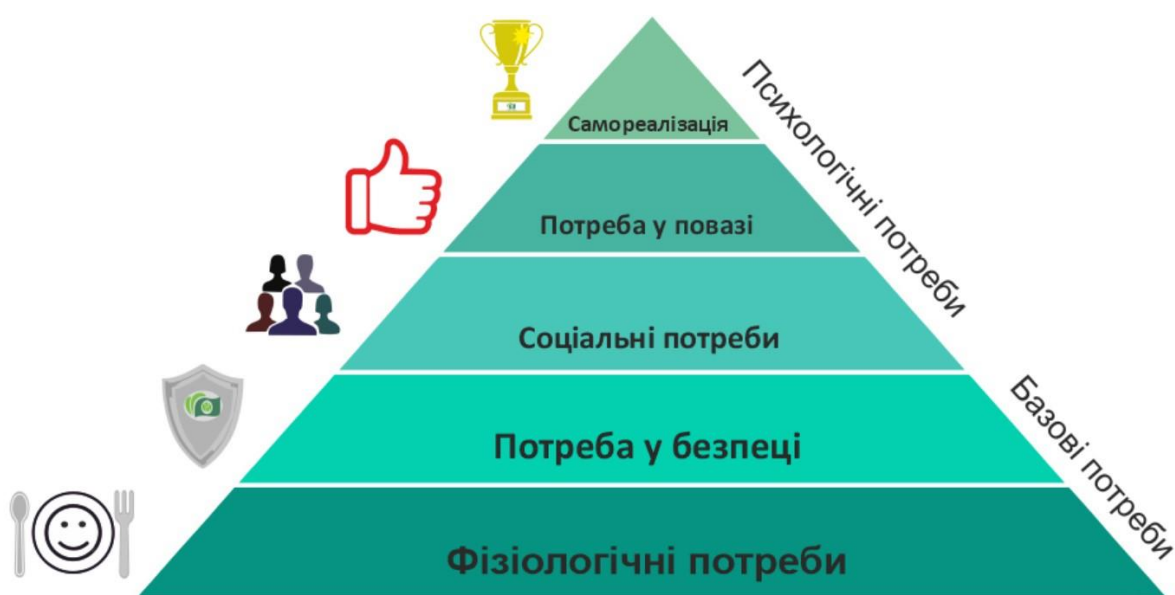 Самореалізація
Потреба у повазі
Соціальні потреби
Потреба у безпеці
Фізіологічні потреби
Психологічні потреби
Базові потреби